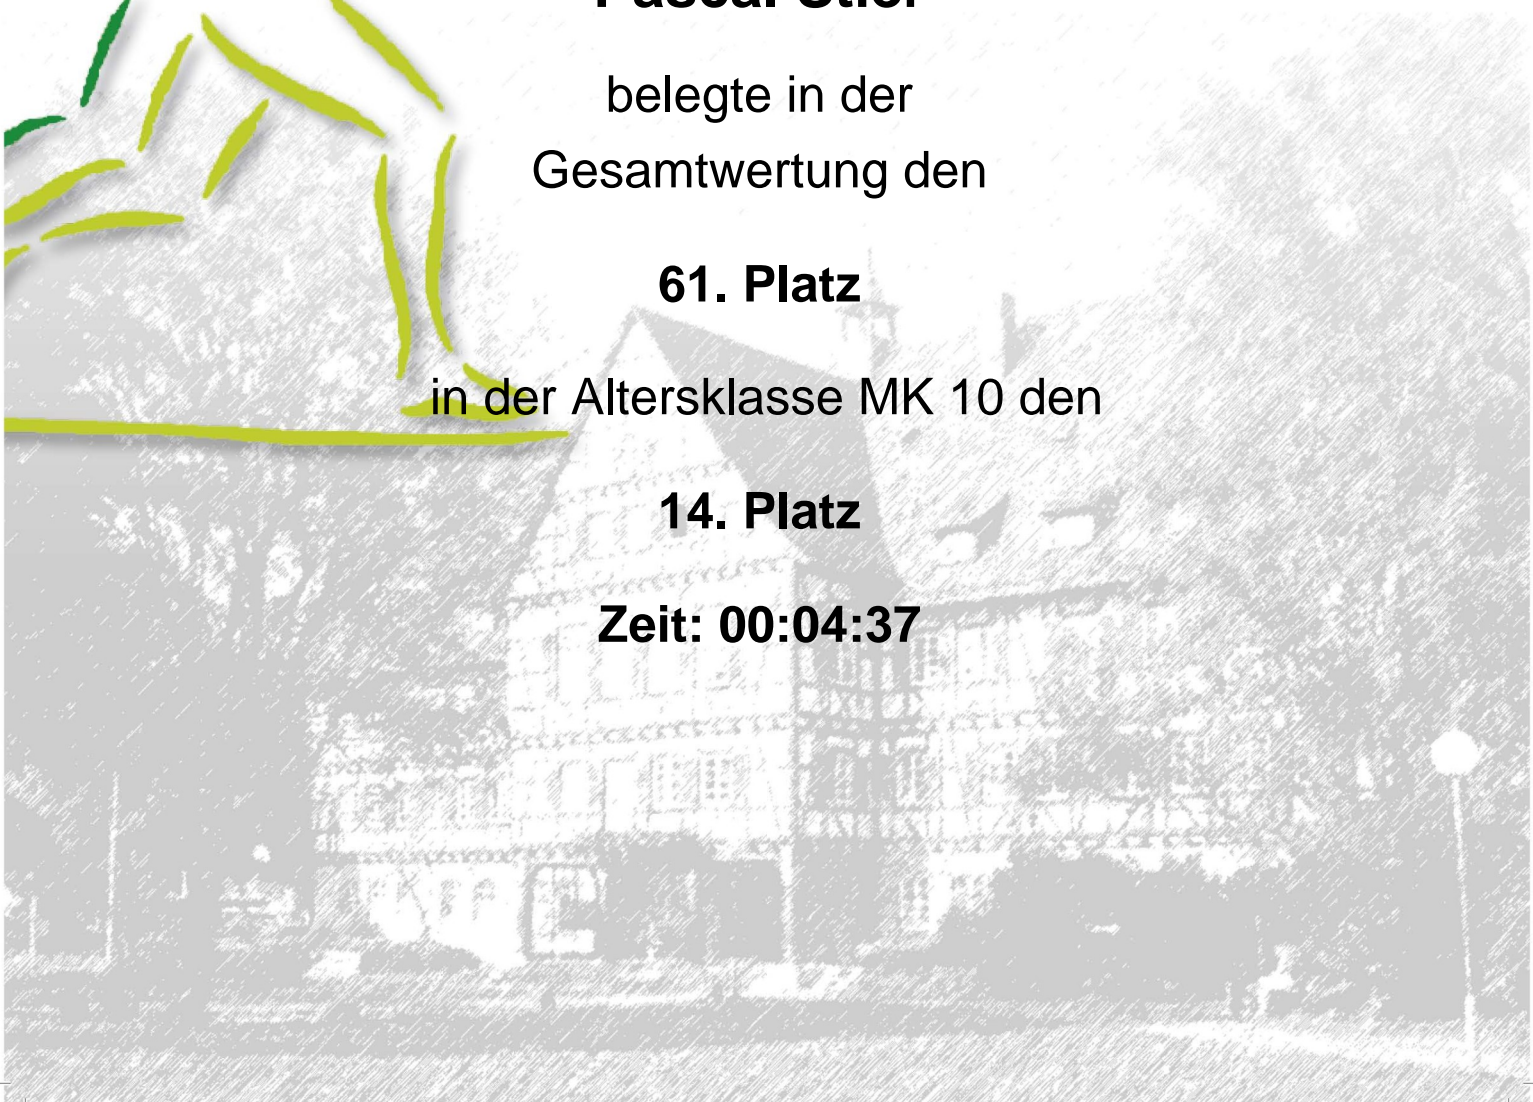 Pascal
belegte in der
Gesamtwertung den
61. Platz
in der Altersklasse MK 10 den
14. Platz
Zeit: 00:04:37